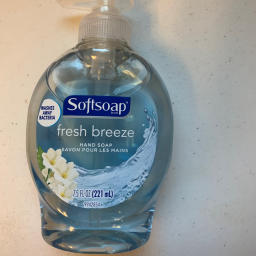 WASHES
AWAY
BACTERIA
Softsoap
fresh breeze
HAND SOAP
SAVON POUR LES MAINS
7.5 FL OZ (221 mL)